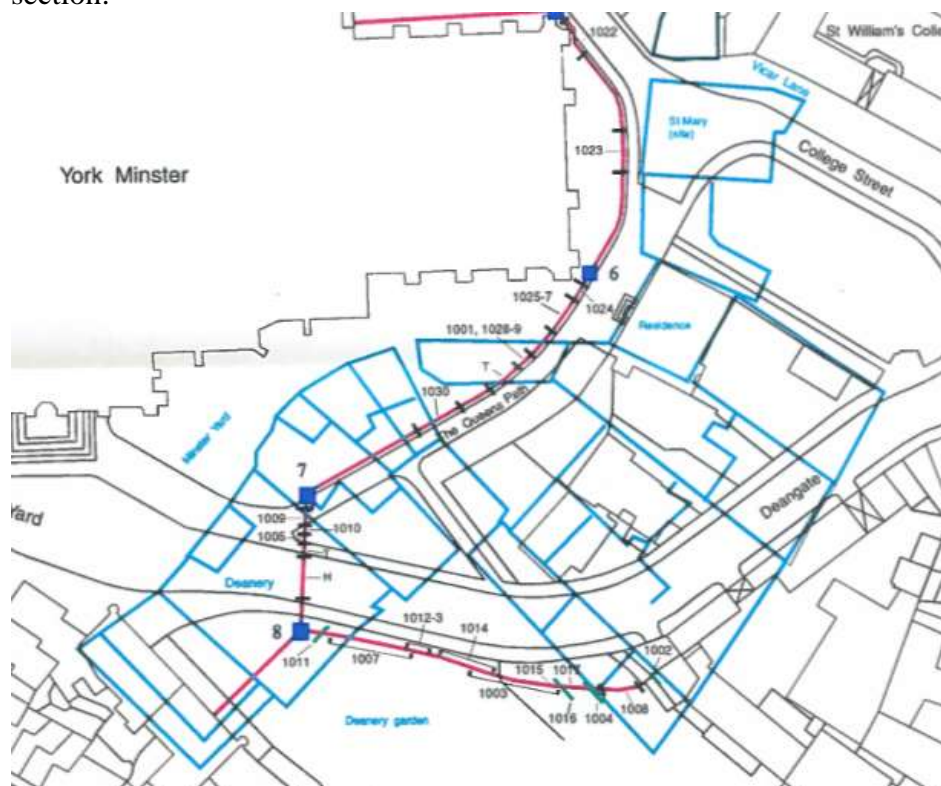 section.
1022
St William's Colle
Vicar Lane
St Mary
(site)
1023
College Street
York Minster
6
1025-7
1024
Residence
1001, 1028-9
T
1030
The Queens Path
Minster Yard
7
Yard
1009
1010
1005
T
Deangate
Deanery
H
8
1012-3
1014
1011
1007
1015
1017
1002
1003
1016
1004
1008
Deanery garden